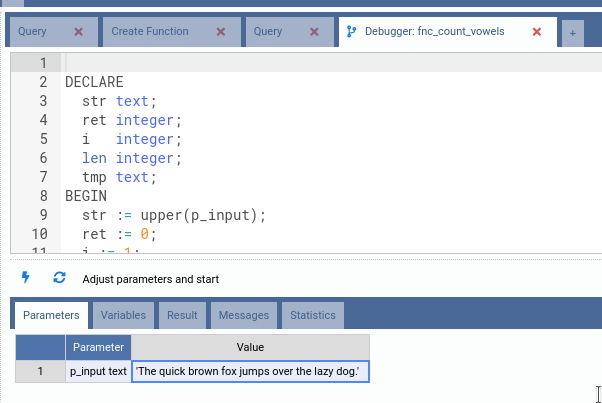 Query Create Function Query Debugger: fnc_count_vowels +
1
2 DECLARE
3 str text;
4 ret integer;
5 i integer;
6 len integer;
7 tmp text;
8 BEGIN
9 str := upper(p_input);
10 ret := 0;
11 i := 1;
Adjust parameters and start
Parameters Variables Result Messages Statistics
Parameter Value
1 p_input text 'The quick brown fox jumps over the lazy dog.'